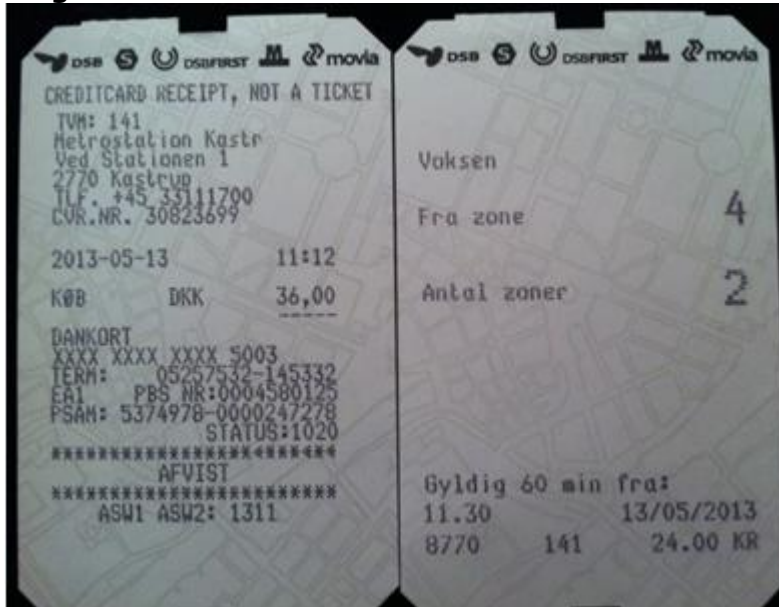 DSB S DSBFIRST M movia
CREDITCARD RECEIPT, NOT A TICKET
TVM: 141
Metrostation Kastr
Ved Stationen 1
2770 Kastrup
TLF. +45 33111700
CVR.NR. 30823699
2013-05-13 11:12
KØB DKK 36,00
-----
DANKORT
XXXX XXXX XXXX 5003
TERM: 05257532-145332
EA1 PBS NR:0004580125
PSAM: 5374978-0000247278
STATUS:1020
************************
AFVIST
************************
ASW1 ASW2: 1311
DSB S DSBFIRST M movia
Voksen
Fra zone 4
Antal zoner 2
Gyldig 60 min fra:
11.30 13/05/2013
8770 141 24.00 KR